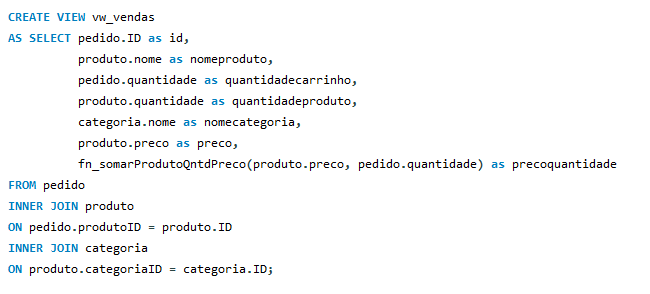 CREATE VIEW vw_vendas
AS SELECT pedido.ID as id,
produto.nome as nomeproduto,
pedido.quantidade as quantidadecarrinho,
produto.quantidade as quantidadeproduto,
categoria.nome as nomecategoria,
produto.preco as preco,
fn_somarProdutoQntdPreco(produto.preco, pedido.quantidade) as precoquantidade
FROM pedido
INNER JOIN produto
ON pedido.produtoID = produto.ID
INNER JOIN categoria
ON produto.categoriaID = categoria.ID;